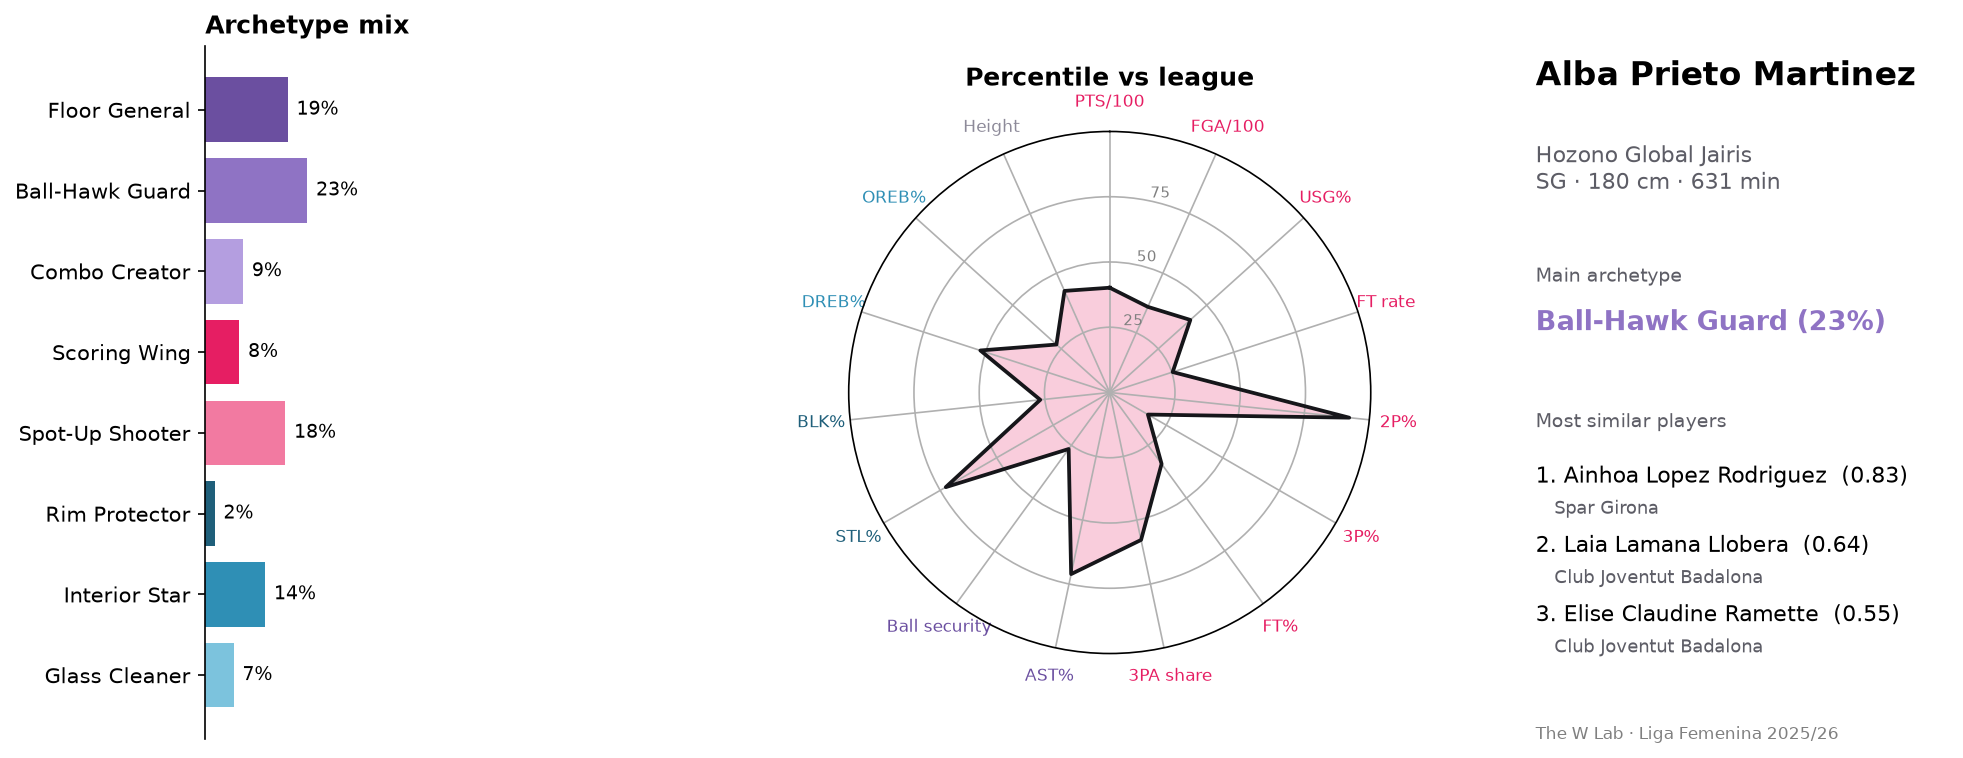 Archetype mix
Floor General
19%
Ball-Hawk Guard
23%
Combo Creator
9%
Scoring Wing
8%
Spot-Up Shooter
18%
Rim Protector
2%
Interior Star
14%
Glass Cleaner
7%
Percentile vs league
PTS/100
FGA/100
USG%
FT rate
2P%
3P%
FT%
3PA share
AST%
Ball security
STL%
BLK%
DREB%
OREB%
Height
75
50
25
Alba Prieto Martinez
Hozono Global Jairis
SG · 180 cm · 631 min
Main archetype
Ball-Hawk Guard (23%)
Most similar players
1. Ainhoa Lopez Rodriguez (0.83)
Spar Girona
2. Laia Lamana Llobera (0.64)
Club Joventut Badalona
3. Elise Claudine Ramette (0.55)
Club Joventut Badalona
The W Lab · Liga Femenina 2025/26